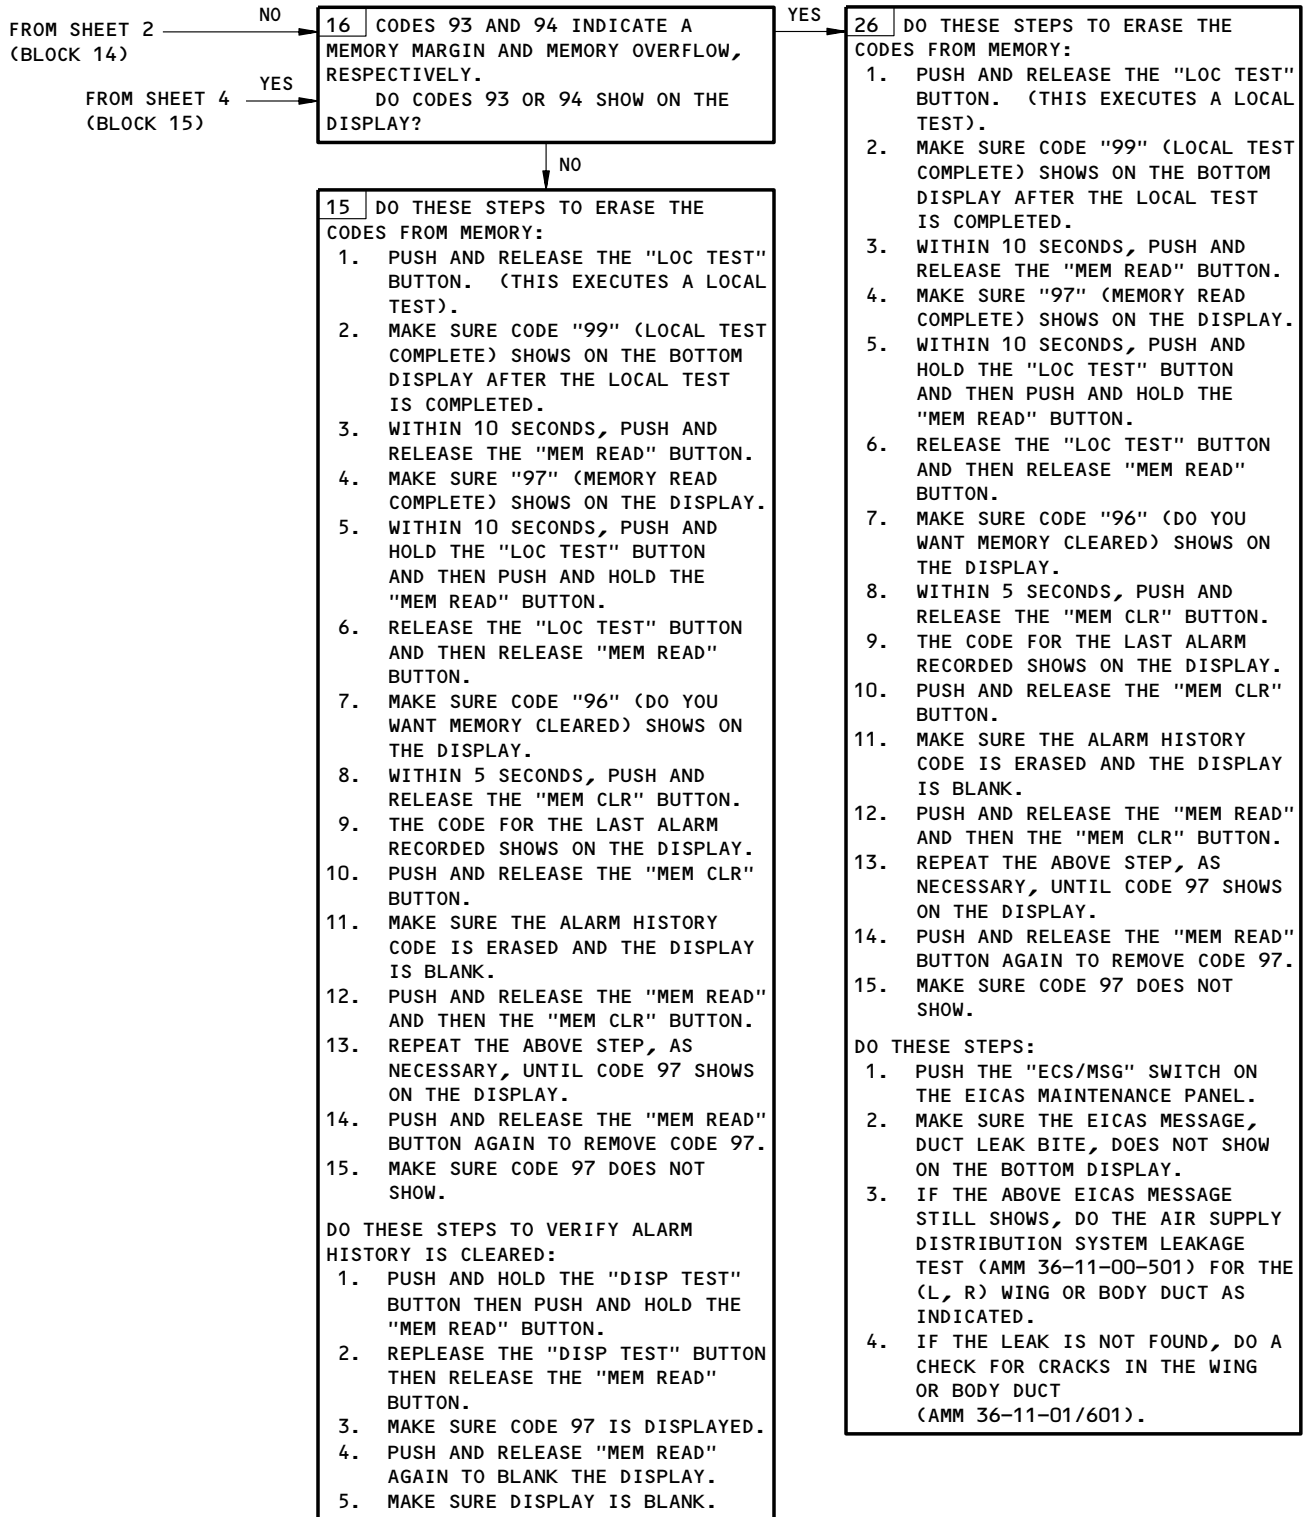 FROM SHEET 2
(BLOCK 14)
NO
FROM SHEET 4
(BLOCK 15)
YES
16 CODES 93 AND 94 INDICATE A
MEMORY MARGIN AND MEMORY OVERFLOW,
RESPECTIVELY.
DO CODES 93 OR 94 SHOW ON THE
DISPLAY?
YES
NO
15 DO THESE STEPS TO ERASE THE
CODES FROM MEMORY:
1. PUSH AND RELEASE THE "LOC TEST"
BUTTON. (THIS EXECUTES A LOCAL
TEST).
2. MAKE SURE CODE "99" (LOCAL TEST
COMPLETE) SHOWS ON THE BOTTOM
DISPLAY AFTER THE LOCAL TEST
IS COMPLETED.
3. WITHIN 10 SECONDS, PUSH AND
RELEASE THE "MEM READ" BUTTON.
4. MAKE SURE "97" (MEMORY READ
COMPLETE) SHOWS ON THE DISPLAY.
5. WITHIN 10 SECONDS, PUSH AND
HOLD THE "LOC TEST" BUTTON
AND THEN PUSH AND HOLD THE
"MEM READ" BUTTON.
6. RELEASE THE "LOC TEST" BUTTON
AND THEN RELEASE "MEM READ"
BUTTON.
7. MAKE SURE CODE "96" (DO YOU
WANT MEMORY CLEARED) SHOWS ON
THE DISPLAY.
8. WITHIN 5 SECONDS, PUSH AND
RELEASE THE "MEM CLR" BUTTON.
9. THE CODE FOR THE LAST ALARM
RECORDED SHOWS ON THE DISPLAY.
10. PUSH AND RELEASE THE "MEM CLR"
BUTTON.
11. MAKE SURE THE ALARM HISTORY
CODE IS ERASED AND THE DISPLAY
IS BLANK.
12. PUSH AND RELEASE THE "MEM READ"
AND THEN THE "MEM CLR" BUTTON.
13. REPEAT THE ABOVE STEP, AS
NECESSARY, UNTIL CODE 97 SHOWS
ON THE DISPLAY.
14. PUSH AND RELEASE THE "MEM READ"
BUTTON AGAIN TO REMOVE CODE 97.
15. MAKE SURE CODE 97 DOES NOT
SHOW.
DO THESE STEPS TO VERIFY ALARM
HISTORY IS CLEARED:
1. PUSH AND HOLD THE "DISP TEST"
BUTTON THEN PUSH AND HOLD THE
"MEM READ" BUTTON.
2. REPLEASE THE "DISP TEST" BUTTON
THEN RELEASE THE "MEM READ"
BUTTON.
3. MAKE SURE CODE 97 IS DISPLAYED.
4. PUSH AND RELEASE "MEM READ"
AGAIN TO BLANK THE DISPLAY.
5. MAKE SURE DISPLAY IS BLANK.
26 DO THESE STEPS TO ERASE THE
CODES FROM MEMORY:
1. PUSH AND RELEASE THE "LOC TEST"
BUTTON. (THIS EXECUTES A LOCAL
TEST).
2. MAKE SURE CODE "99" (LOCAL TEST
COMPLETE) SHOWS ON THE BOTTOM
DISPLAY AFTER THE LOCAL TEST
IS COMPLETED.
3. WITHIN 10 SECONDS, PUSH AND
RELEASE THE "MEM READ" BUTTON.
4. MAKE SURE "97" (MEMORY READ
COMPLETE) SHOWS ON THE DISPLAY.
5. WITHIN 10 SECONDS, PUSH AND
HOLD THE "LOC TEST" BUTTON
AND THEN PUSH AND HOLD THE
"MEM READ" BUTTON.
6. RELEASE THE "LOC TEST" BUTTON
AND THEN RELEASE "MEM READ"
BUTTON.
7. MAKE SURE CODE "96" (DO YOU
WANT MEMORY CLEARED) SHOWS ON
THE DISPLAY.
8. WITHIN 5 SECONDS, PUSH AND
RELEASE THE "MEM CLR" BUTTON.
9. THE CODE FOR THE LAST ALARM
RECORDED SHOWS ON THE DISPLAY.
10. PUSH AND RELEASE THE "MEM CLR"
BUTTON.
11. MAKE SURE THE ALARM HISTORY
CODE IS ERASED AND THE DISPLAY
IS BLANK.
12. PUSH AND RELEASE THE "MEM READ"
AND THEN THE "MEM CLR" BUTTON.
13. REPEAT THE ABOVE STEP, AS
NECESSARY, UNTIL CODE 97 SHOWS
ON THE DISPLAY.
14. PUSH AND RELEASE THE "MEM READ"
BUTTON AGAIN TO REMOVE CODE 97.
15. MAKE SURE CODE 97 DOES NOT
SHOW.
DO THESE STEPS:
1. PUSH THE "ECS/MSG" SWITCH ON
THE EICAS MAINTENANCE PANEL.
2. MAKE SURE THE EICAS MESSAGE,
DUCT LEAK BITE, DOES NOT SHOW
ON THE BOTTOM DISPLAY.
3. IF THE ABOVE EICAS MESSAGE
STILL SHOWS, DO THE AIR SUPPLY
DISTRIBUTION SYSTEM LEAKAGE
TEST (AMM 36-11-00-501) FOR THE
(L, R) WING OR BODY DUCT AS
INDICATED.
4. IF THE LEAK IS NOT FOUND, DO A
CHECK FOR CRACKS IN THE WING
OR BODY DUCT
(AMM 36-11-01/601).